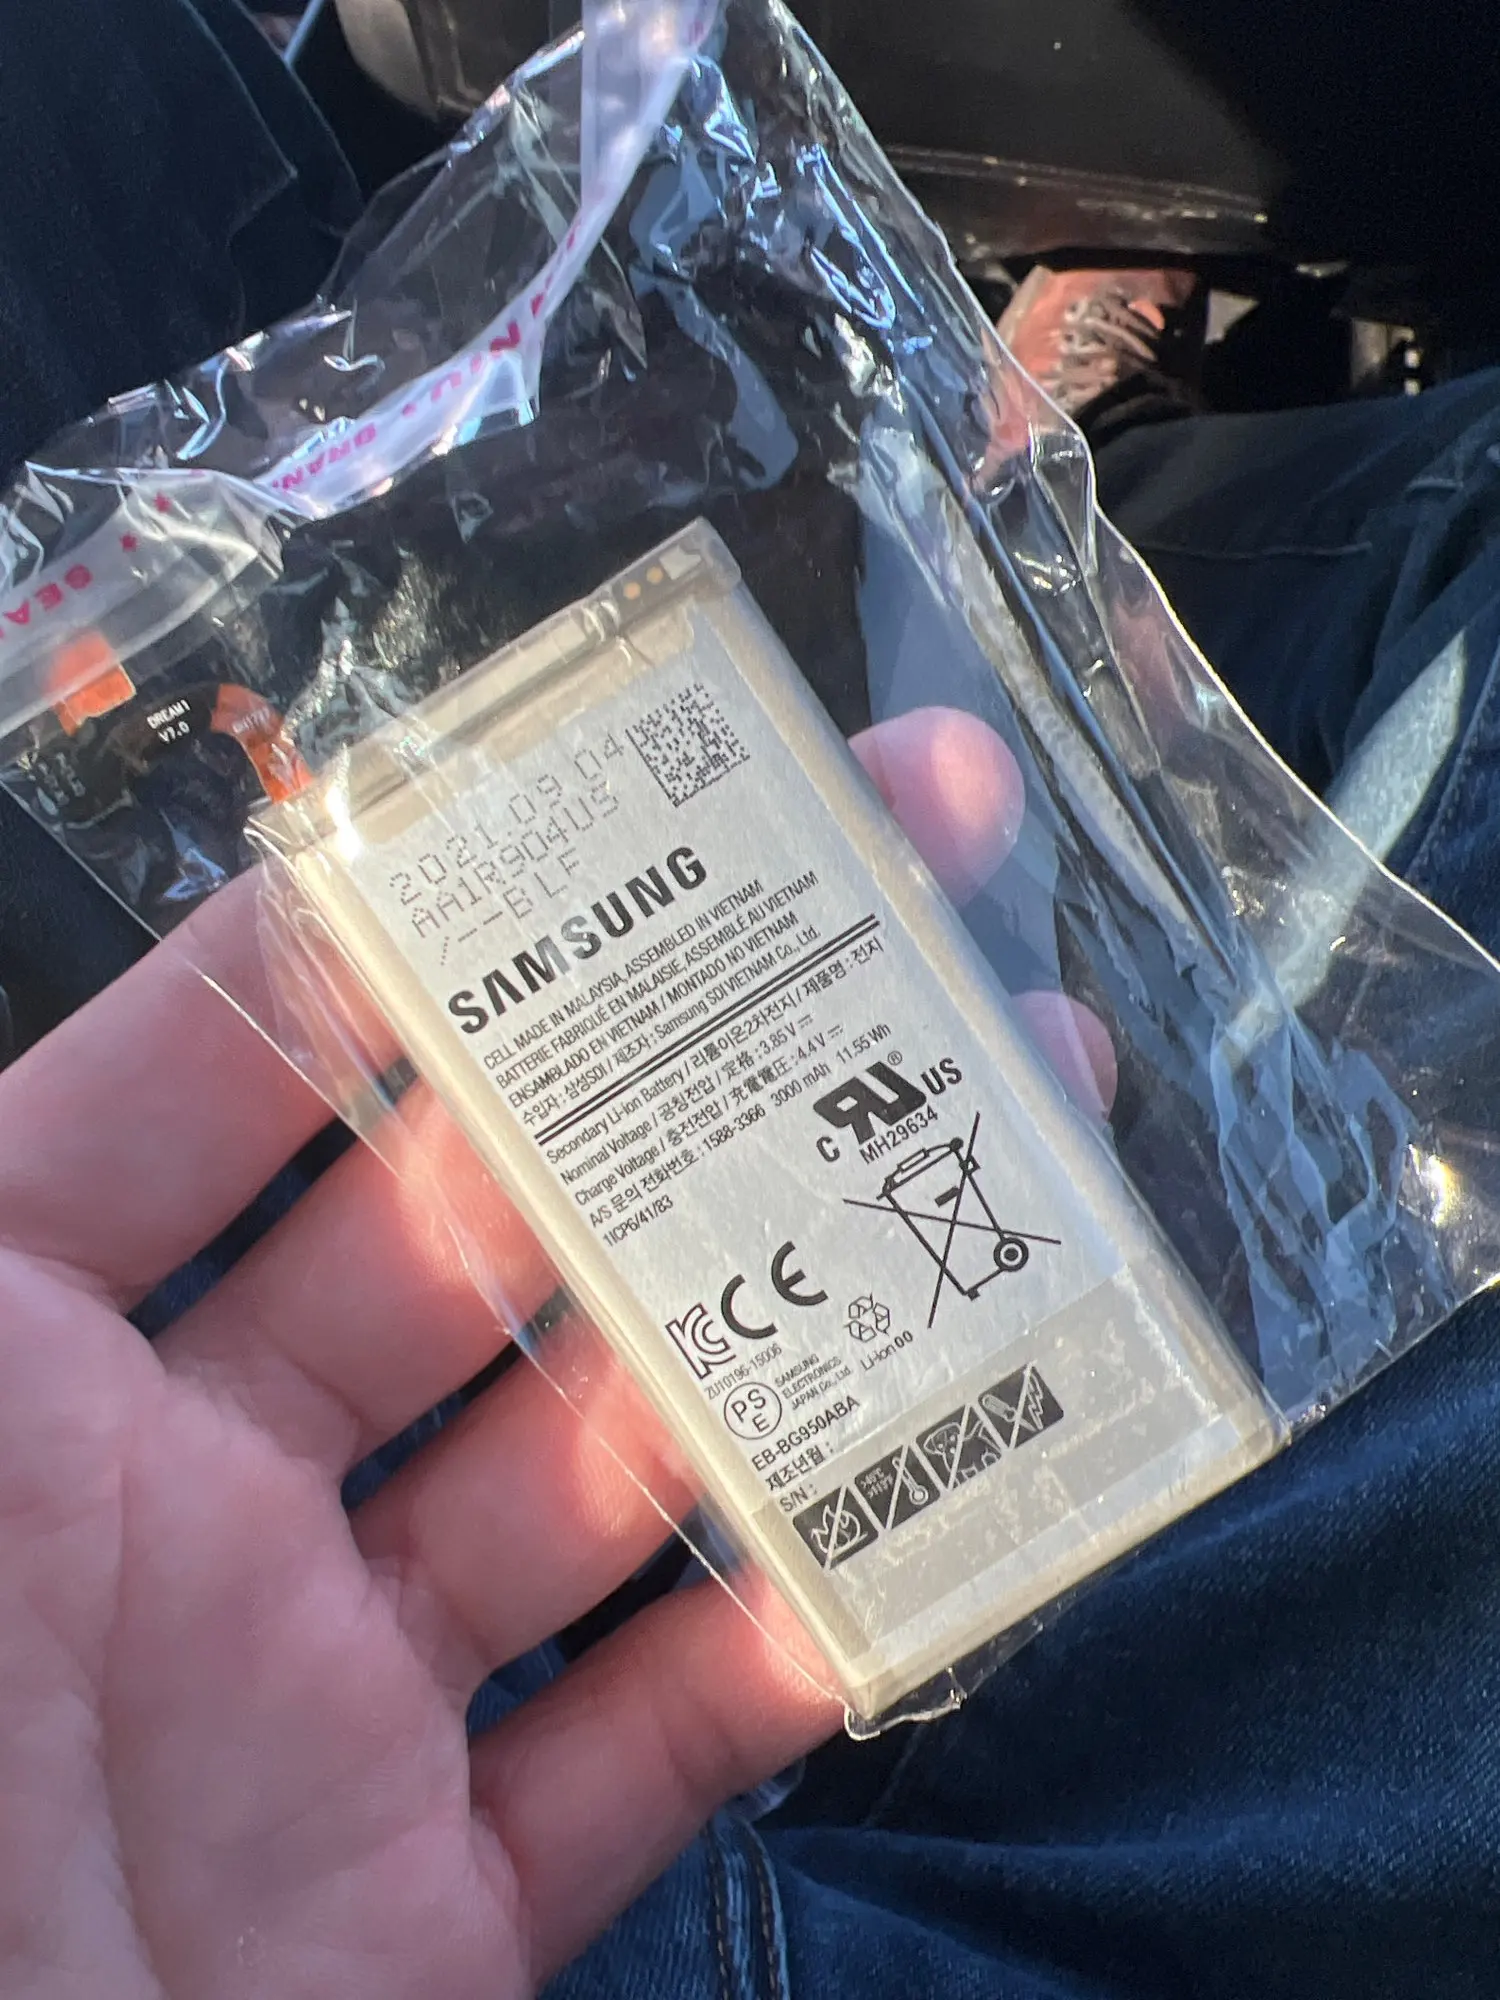 DREAM1
V7.0
2021.09.04
AA1R904US
/--BLF
SAMSUNG
CELL MADE IN MALAYSIA, ASSEMBLED IN VIETNAM
BATTERIE FABRIQUÉ EN MALAISIE, ASSEMBLÉ AU VIETNAM
ENSAMBLADO EN VIETNAM / MONTADO NO VIETNAM
수입자 : 삼성SDI / 제조자 : Samsung SDI VIETNAM Co., Ltd.
Secondary Li-ion Battery / 리튬이온2차전지 / 제품명 : 전지
Nominal Voltage / 공칭전압 / 定格 : 3.85 V ⎓
Charge Voltage / 충전전압 / 充電電圧 : 4.4 V ⎓
A/S 문의 전화번호 : 1588-3366 3000 mAh 11.55 Wh
1ICP6/41/83
C RU ® US
MH29634
KC CE
ZU10196-15006
PSE
SAMSUNG
ELECTRONICS
JAPAN Co., Ltd.
Li-ion 00
EB-BG950ABA
제조년월 :
S/N :